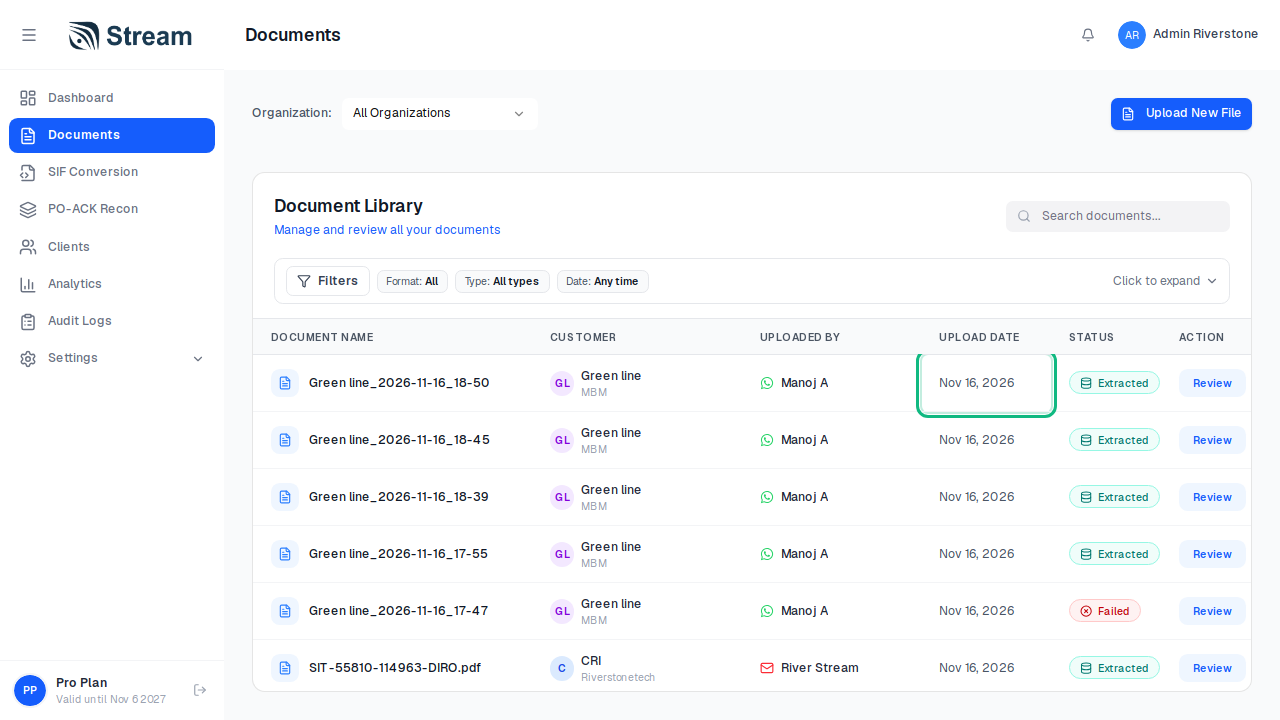 Stream
Documents
AR
Admin Riverstone
Dashboard
Documents
SIF Conversion
PO-ACK Recon
Clients
Analytics
Audit Logs
Settings
PP
Pro Plan
Valid until Nov 6 2027
Organization:
All Organizations
Upload New File
Document Library
Manage and review all your documents
Search documents...
Filters
Format: All
Type: All types
Date: Any time
Click to expand
DOCUMENT NAME CUSTOMER UPLOADED BY UPLOAD DATE STATUS ACTION
Green line_2026-11-16_18-50 GL Green line Manoj A Nov 16, 2026 Extracted Review
MBM
Green line_2026-11-16_18-45 GL Green line Manoj A Nov 16, 2026 Extracted Review
MBM
Green line_2026-11-16_18-39 GL Green line Manoj A Nov 16, 2026 Extracted Review
MBM
Green line_2026-11-16_17-55 GL Green line Manoj A Nov 16, 2026 Extracted Review
MBM
Green line_2026-11-16_17-47 GL Green line Manoj A Nov 16, 2026 Failed Review
MBM
SIT-55810-114963-DIRO.pdf C CRI River Stream Nov 16, 2026 Extracted Review
Riverstonetech